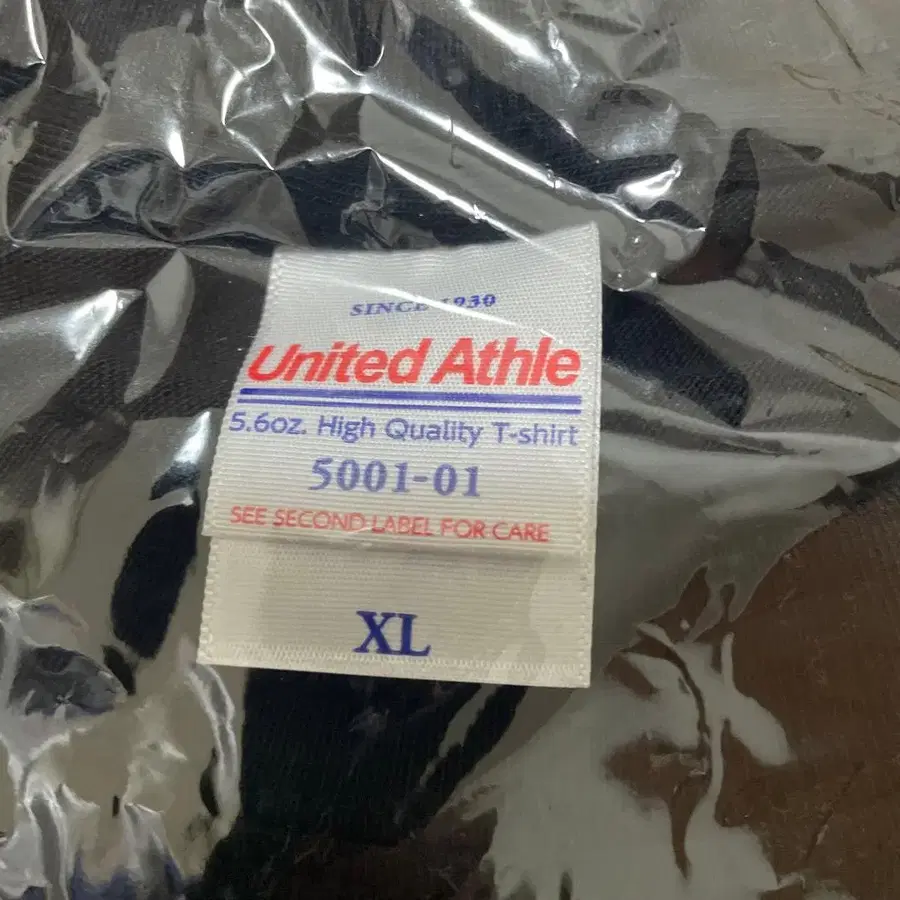 SINCE 1930
United Athle
5.6oz. High Quality T-shirt
5001-01
SEE SECOND LABEL FOR CARE
XL